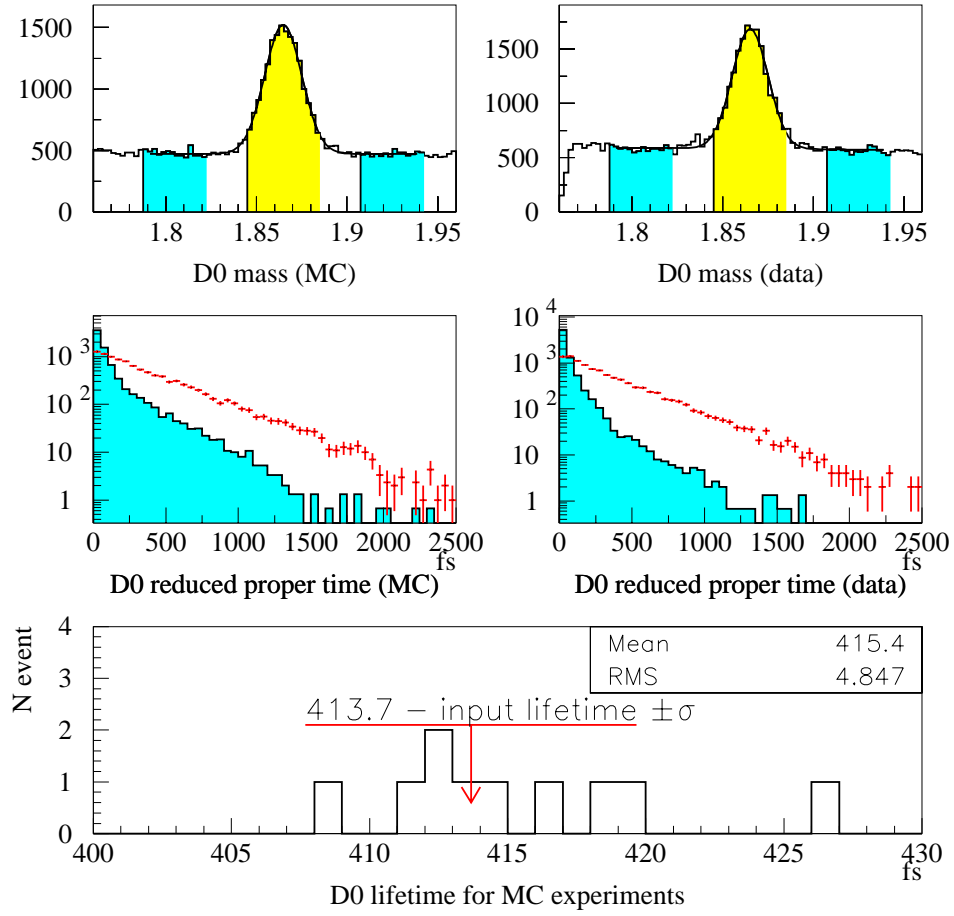 1500
1000
500
0
1.8 1.85 1.9 1.95
D0 mass (MC)
1500
1000
500
0
1.8 1.85 1.9 1.95
D0 mass (data)
10 3
10 2
10
1
0 500 1000 1500 2000 2500
fs
D0 reduced proper time (MC)
10 4
10 3
10 2
10
1
0 500 1000 1500 2000 2500
fs
D0 reduced proper time (data)
N event
4
3
2
1
0
Mean 415.4
RMS 4.847
413.7 − input lifetime ±σ
400 405 410 415 420 425 430
fs
D0 lifetime for MC experiments